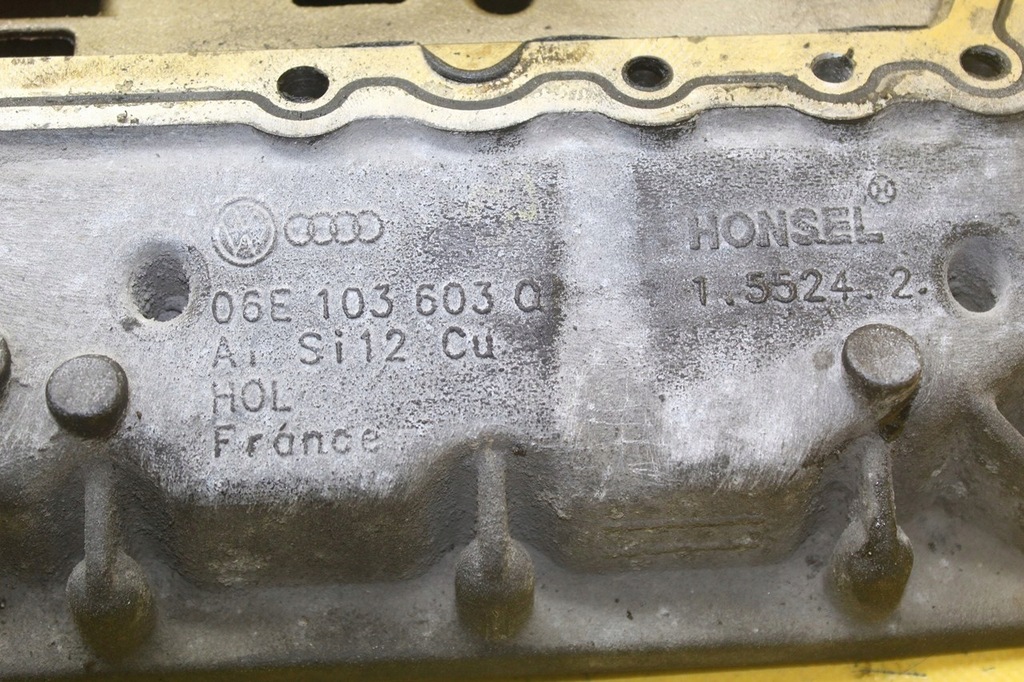 06E 103 603 Q
Al Si12 Cu
HOL
France
HONSEL
1.5524.2.